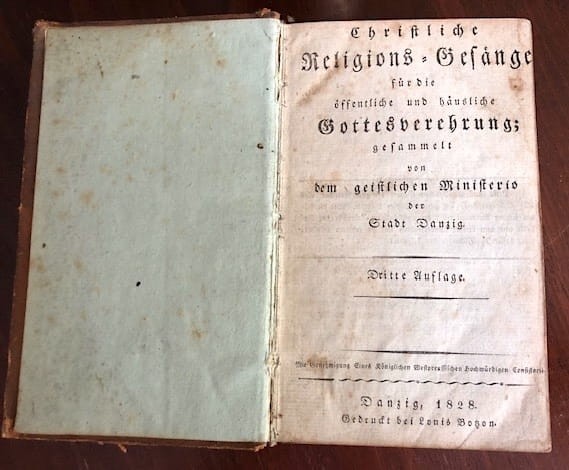 Christliche
Religions-Gesänge
für die
öffentliche und häusliche
Gottesverehrung;
gesammelt
von
dem geistlichen Ministerio
der
Stadt Danzig.
Dritte Auflage.
Mit Genehmigung Eines Königlichen Westpreussischen Hochwürdigen Consistorii
Danzig, 1828.
Gedruckt bei Louis Botzon.